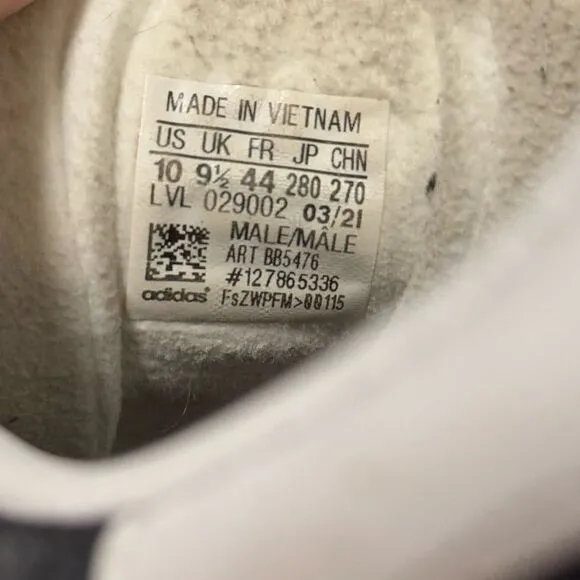 MADE IN VIETNAM
US UK FR JP CHN
10 9½ 44 280 270
LVL 029002 03/21
MALE/MÂLE
ART BB5476
#127865336
adidas FsZWPFM>00115